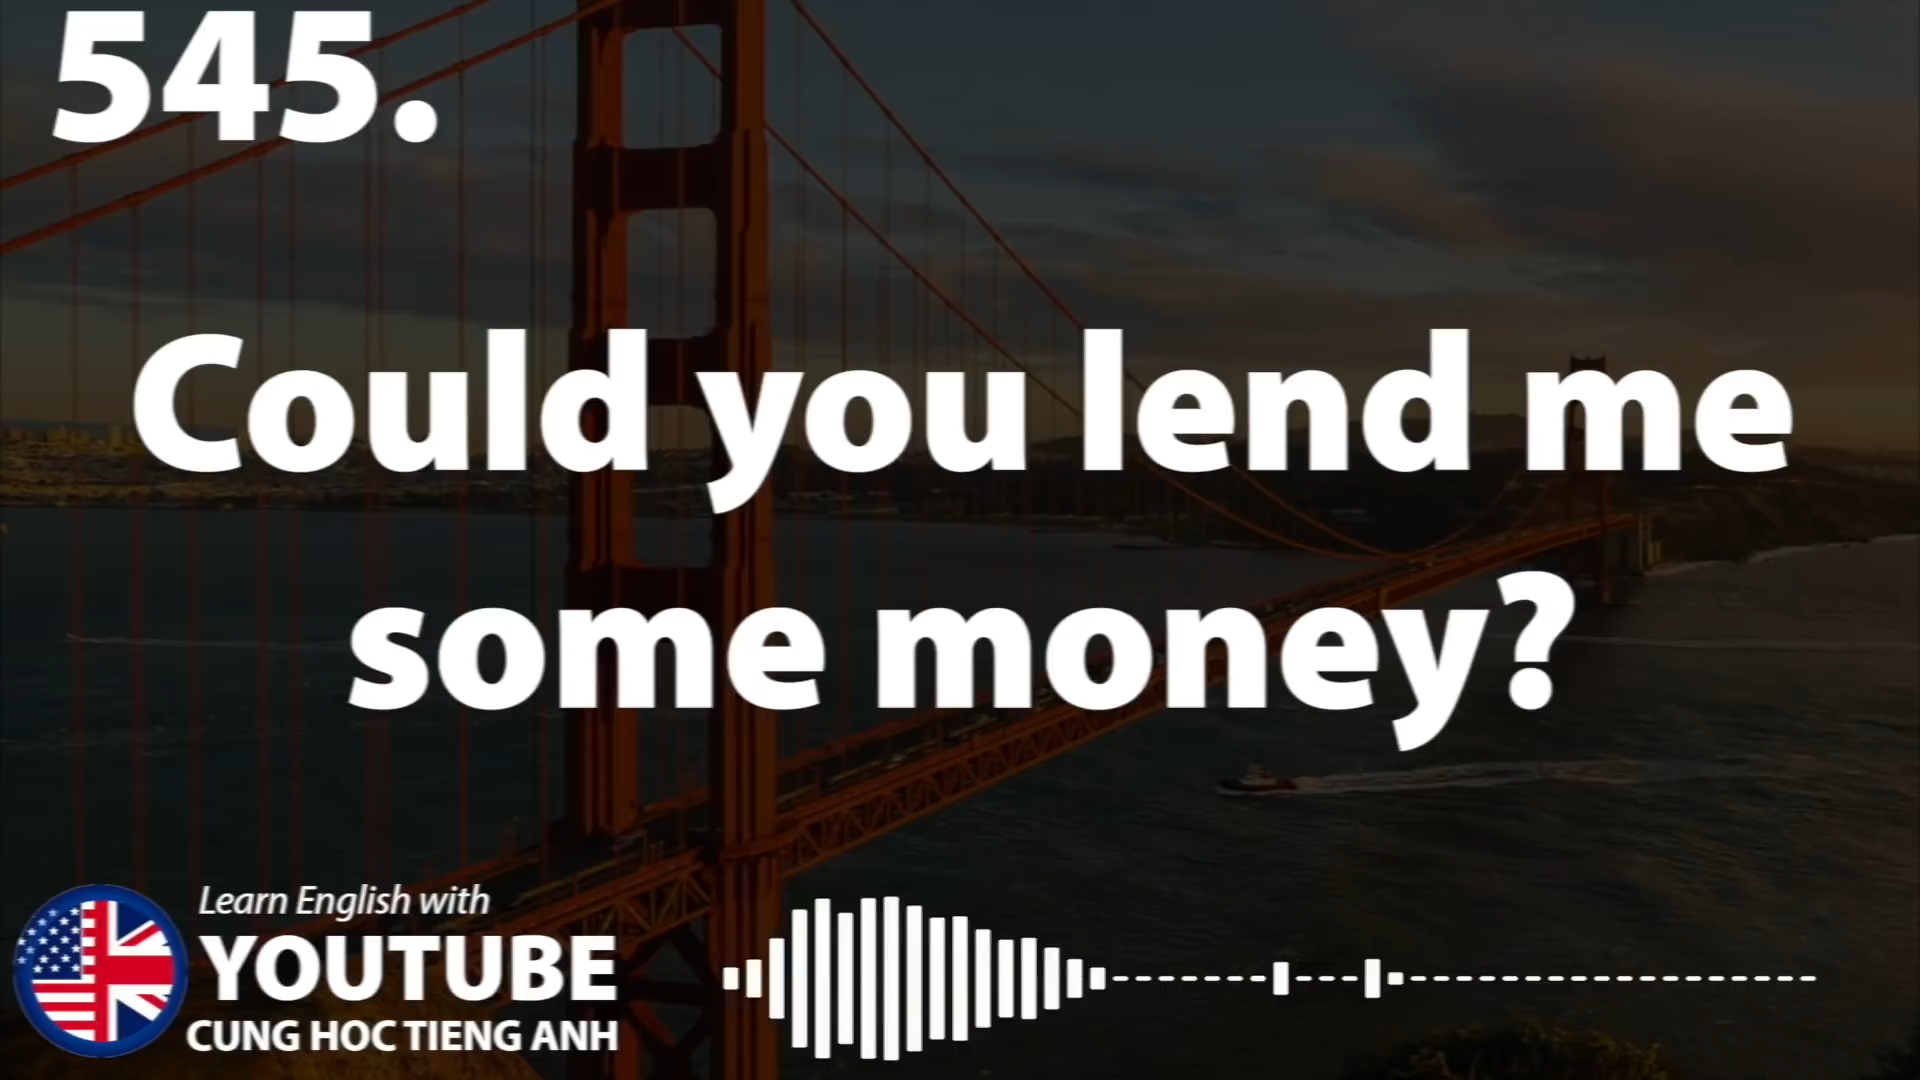 545.
Could you lend me
some money?
Learn English with
YOUTUBE
CUNG HOC TIENG ANH